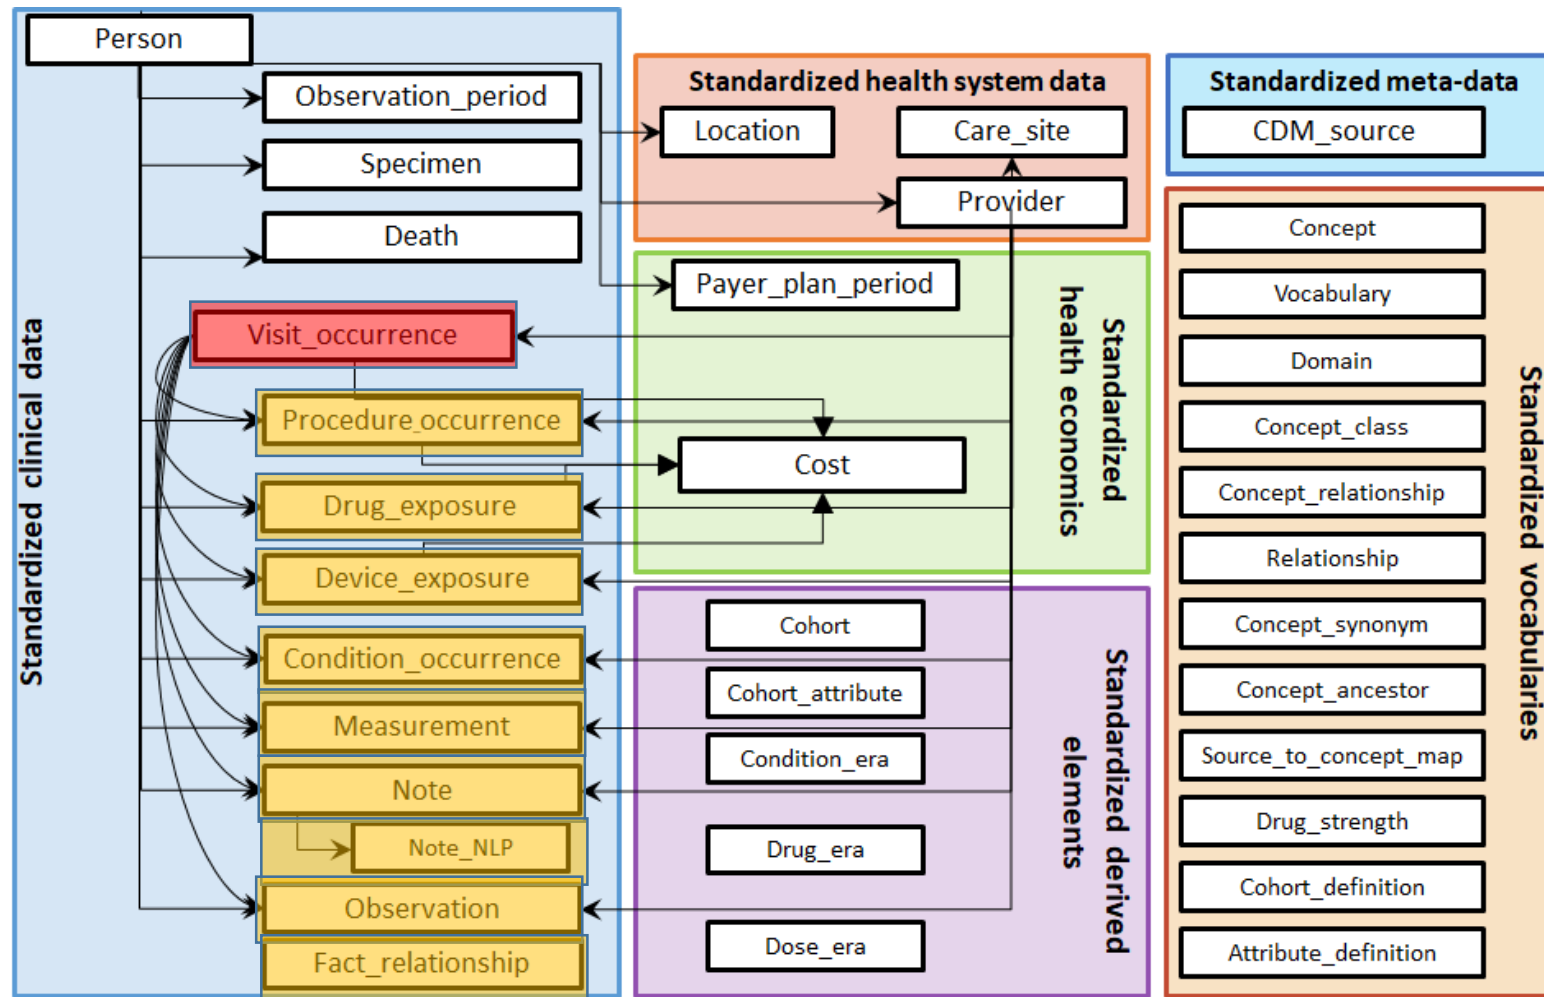 Person
Observation_period
Specimen
Death
Visit_occurrence
Procedure_occurrence
Drug_exposure
Device_exposure
Condition_occurrence
Measurement
Note
Note_NLP
Observation
Fact_relationship
Standardized clinical data
Standardized health system data
Location
Care_site
Provider
Payer_plan_period
Cost
Standardized
health economics
Cohort
Cohort_attribute
Condition_era
Drug_era
Dose_era
Standardized derived
elements
Standardized meta-data
CDM_source
Concept
Vocabulary
Domain
Concept_class
Concept_relationship
Relationship
Concept_synonym
Concept_ancestor
Source_to_concept_map
Drug_strength
Cohort_definition
Attribute_definition
Standardized vocabularies